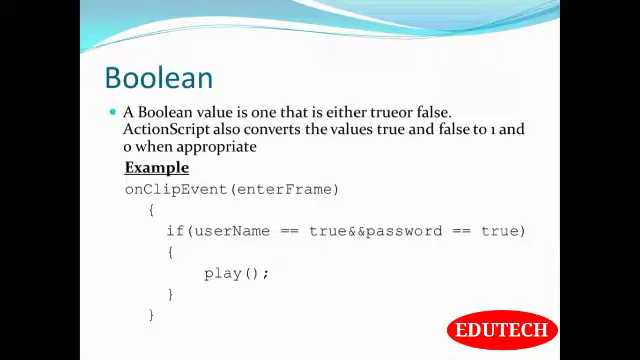 Boolean
• A Boolean value is one that is either trueor false.
ActionScript also converts the values true and false to 1 and
0 when appropriate
Example
onClipEvent(enterFrame)
{
if(userName == true&&password == true)
{
play();
}
}
EDUTECH